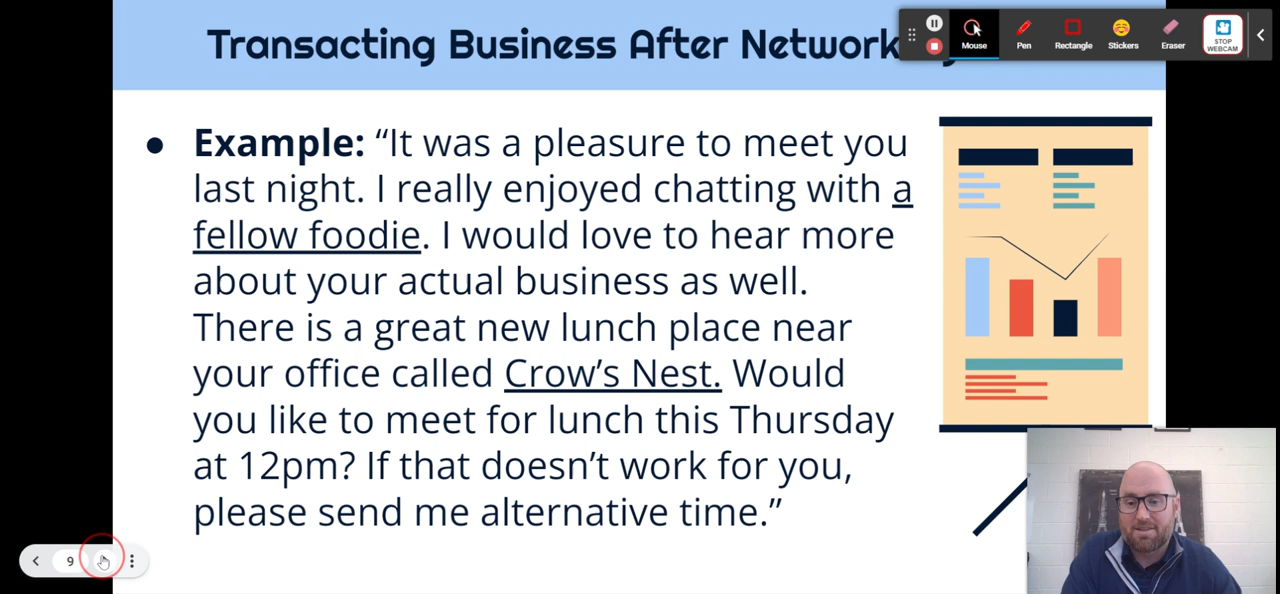 Transacting Business After Network
Mouse
Pen
Rectangle
Stickers
Eraser
STOP
WEBCAM
● Example: “It was a pleasure to meet you
last night. I really enjoyed chatting with a
fellow foodie. I would love to hear more
about your actual business as well.
There is a great new lunch place near
your office called Crow’s Nest. Would
you like to meet for lunch this Thursday
at 12pm? If that doesn’t work for you,
please send me alternative time.”
9